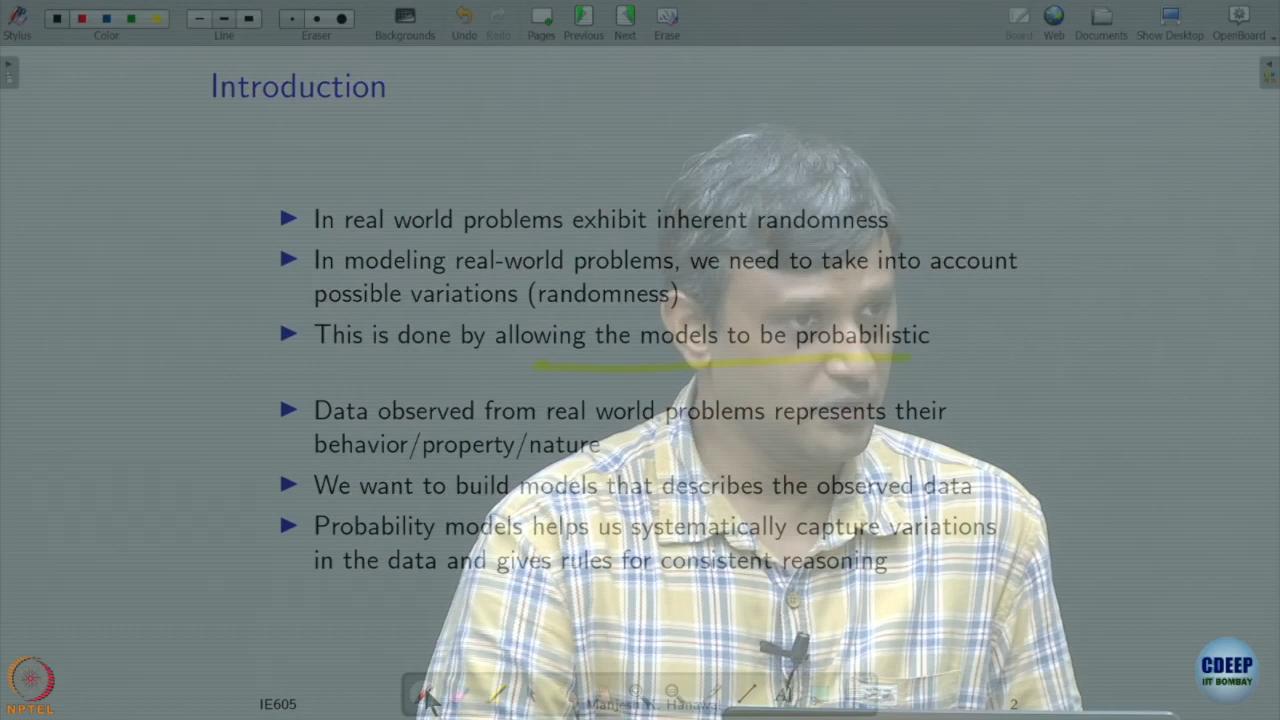 Stylus
Color
Line
Eraser
Backgrounds
Undo
Redo
Pages
Previous
Next
Erase
Board
Web
Documents
Show Desktop
OpenBoard
Introduction
In real world problems exhibit inherent randomness
In modeling real-world problems, we need to take into account
possible variations (randomness)
This is done by allowing the models to be probabilistic
Data observed from real world problems represents their
behavior/property/nature
We want to build models that describes the observed data
Probability models helps us systematically capture variations
in the data and gives rules for consistent reasoning
NPTEL
IE605
Manjesh K. Hanawal
2
CDEEP
IIT BOMBAY